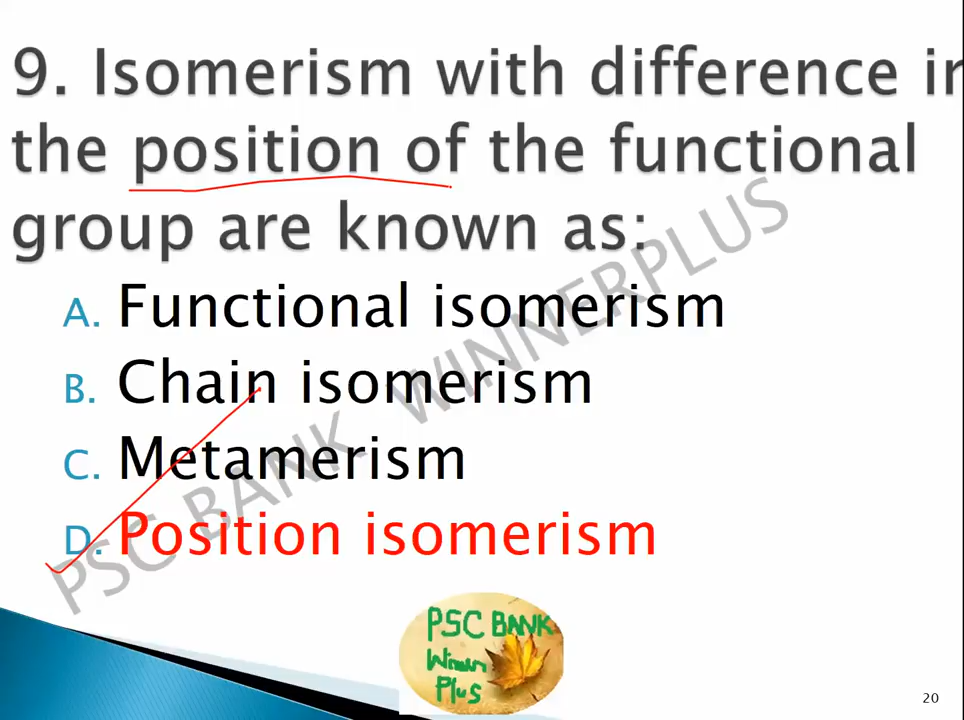 9. Isomerism with difference in
the position of the functional
group are known as:
A. Functional isomerism
B. Chain isomerism
C. Metamerism
D. Position isomerism
PSC BANK WINNERPLUS
PSC BANK
Winner
Plus
20